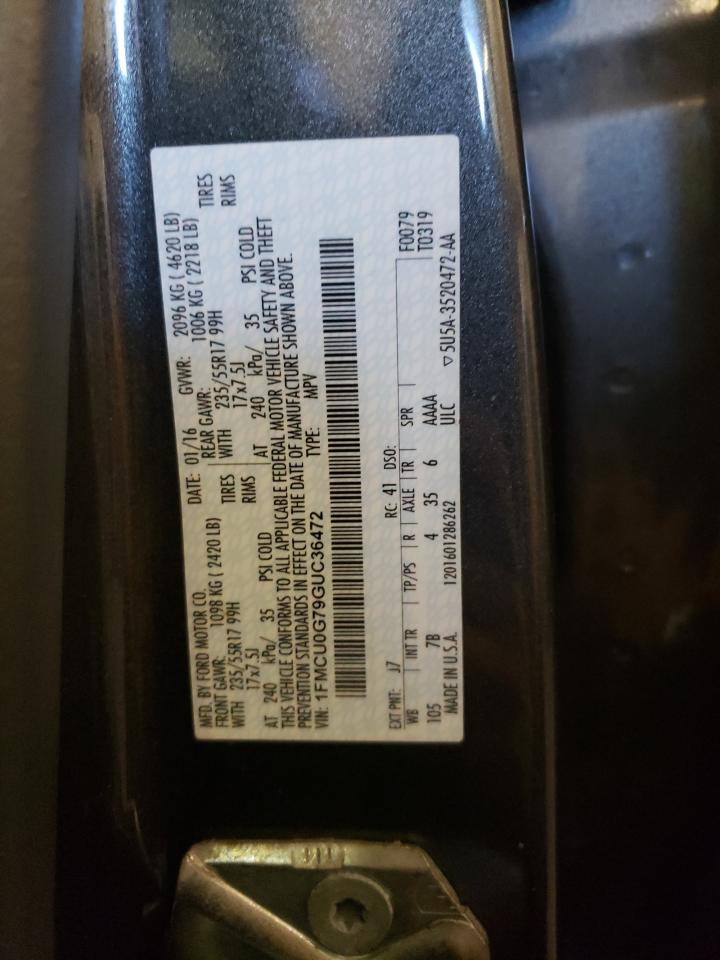 MFD. BY FORD MOTOR CO.
DATE: 01/16 GVWR: 2096 KG ( 4620 LB)
FRONT GAWR: 1098 KG ( 2420 LB)
REAR GAWR: 1006 KG ( 2218 LB)
WITH 235/55R17 99H TIRES
WITH 235/55R17 99H TIRES
17x7.5J RIMS
17x7.5J RIMS
AT 240 kPa/ 35 PSI COLD
AT 240 kPa/ 35 PSI COLD
THIS VEHICLE CONFORMS TO ALL APPLICABLE FEDERAL MOTOR VEHICLE SAFETY AND THEFT
PREVENTION STANDARDS IN EFFECT ON THE DATE OF MANUFACTURE SHOWN ABOVE.
VIN: 1FMCU0G79GUC36472
TYPE: MPV
EXT PNT: J7 RC: 41 DSO:
WB INT TR TP/PS R AXLE TR SPR F0079
105 7B 4 35 6 AAAA T0319
MADE IN U.S.A. 1201601286262 ULC ▽5U5A-3520472-AA